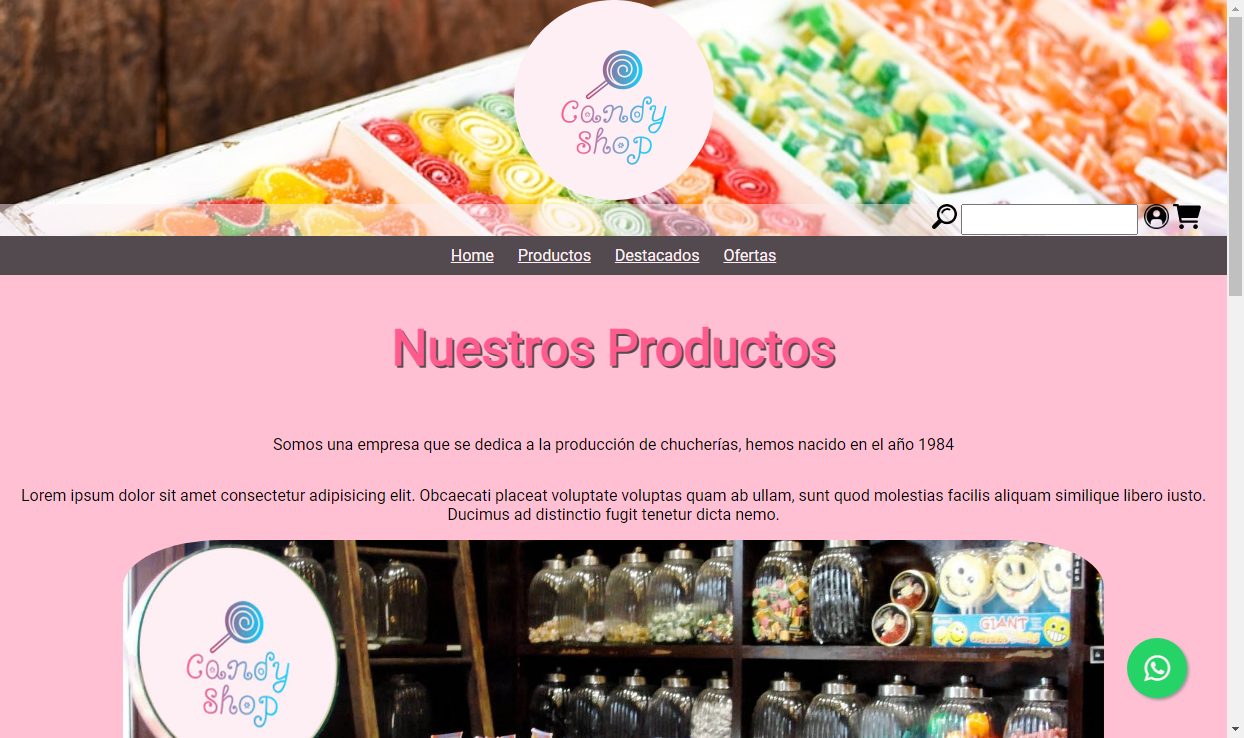 Candy
Shop
Home Productos Destacados Ofertas
Nuestros Productos
Somos una empresa que se dedica a la producción de chucherías, hemos nacido en el año 1984
Lorem ipsum dolor sit amet consectetur adipisicing elit. Obcaecati placeat voluptate voluptas quam ab ullam, sunt quod molestias facilis aliquam similique libero iusto.
Ducimus ad distinctio fugit tenetur dicta nemo.
GIANT
Candy
Shop